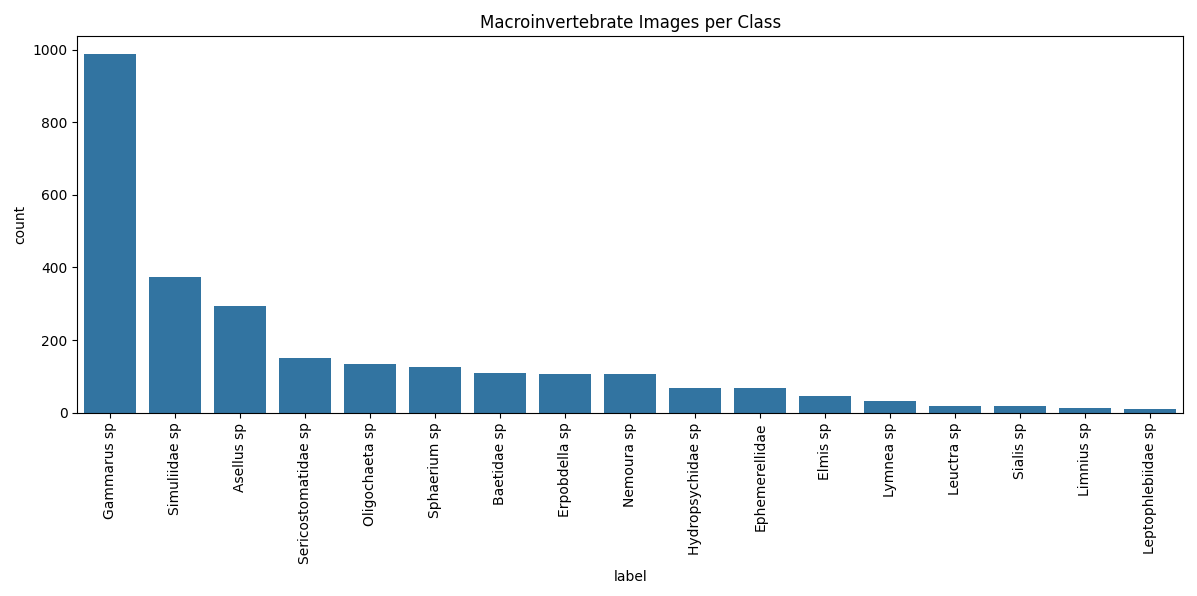 Macroinvertebrate Images per Class
count
1000
800
600
400
200
0
Gammarus sp
Simuliidae sp
Asellus sp
Sericostomatidae sp
Oligochaeta sp
Sphaerium sp
Baetidae sp
Erpobdella sp
Nemoura sp
Hydropsychidae sp
Ephemerellidae
Elmis sp
Lymnea sp
Leuctra sp
Sialis sp
Limnius sp
Leptophlebiidae sp
label